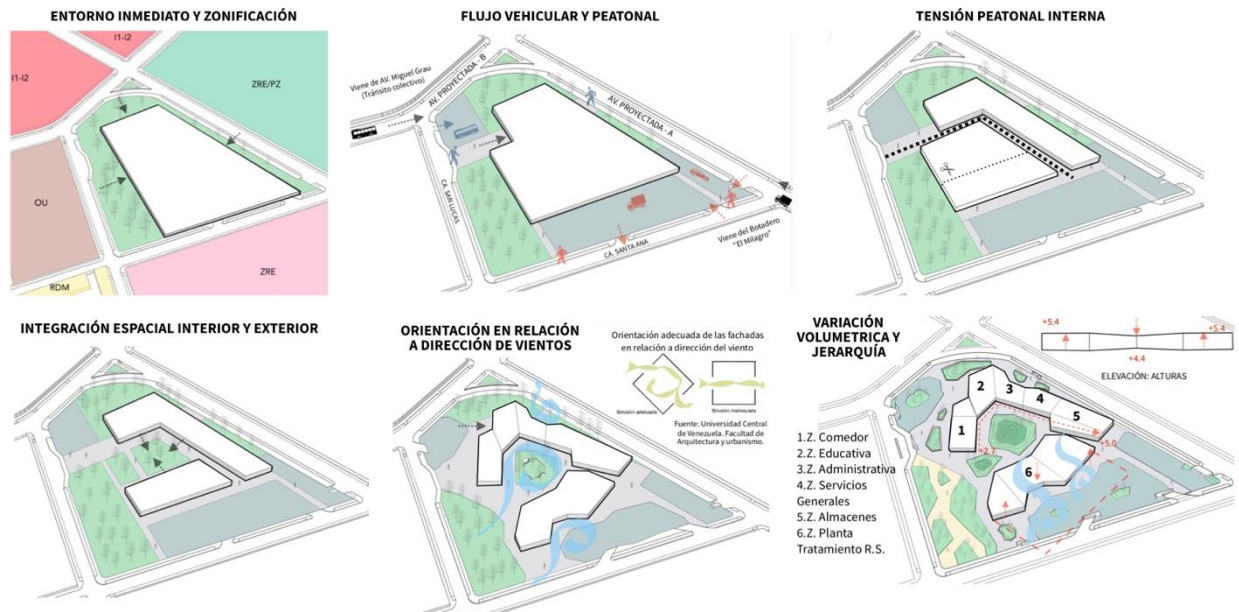 ENTORNO INMEDIATO Y ZONIFICACIÓN
I1-I2
I1-I2
ZRE/PZ
OU
RDM
ZRE
FLUJO VEHICULAR Y PEATONAL
Viene de AV. Miguel Grau
(Tránsito colectivo)
AV. PROYECTADA - B
AV. PROYECTADA - A
CA. SAN LUCAS
CA. SANTA ANA
Viene del Botadero
"El Milagro"
TENSIÓN PEATONAL INTERNA
INTEGRACIÓN ESPACIAL INTERIOR Y EXTERIOR
ORIENTACIÓN EN RELACIÓN
A DIRECCIÓN DE VIENTOS
Orientación adecuada de las fachadas
en relación a dirección del viento
Solución adecuada
Solución inadecuada
Fuente: Universidad Central
de Venezuela. Facultad de
Arquitectura y urbanismo.
VARIACIÓN
VOLUMETRICA Y
JERARQUÍA
+5.4
+5.4
+4.4
ELEVACIÓN: ALTURAS
2
3
4
5
1
+2.7
+5.0
6
1.Z. Comedor
2.Z. Educativa
3.Z. Administrativa
4.Z. Servicios
Generales
5.Z. Almacenes
6.Z. Planta
Tratamiento R.S.